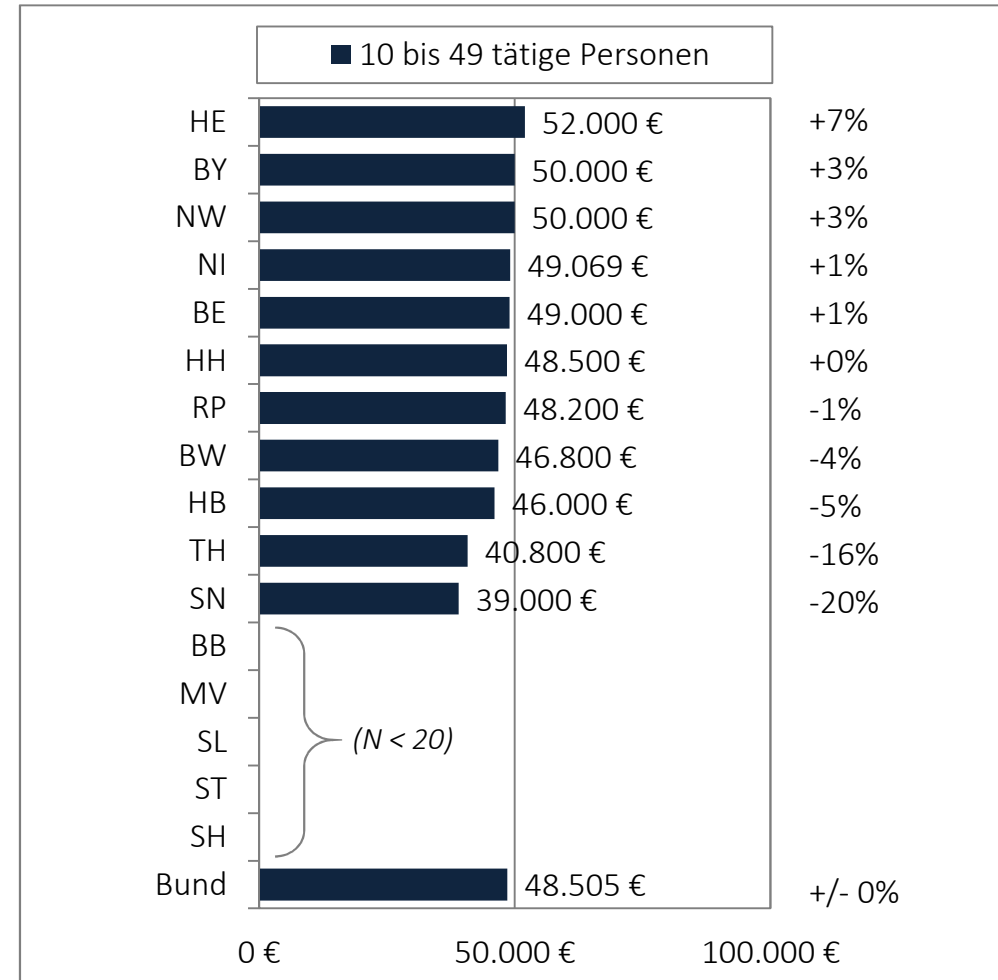 10 bis 49 tätige Personen
HE 52.000 € +7%
BY 50.000 € +3%
NW 50.000 € +3%
NI 49.069 € +1%
BE 49.000 € +1%
HH 48.500 € +0%
RP 48.200 € -1%
BW 46.800 € -4%
HB 46.000 € -5%
TH 40.800 € -16%
SN 39.000 € -20%
BB
MV
SL (N < 20)
ST
SH
Bund 48.505 € +/- 0%
0 € 50.000 € 100.000 €